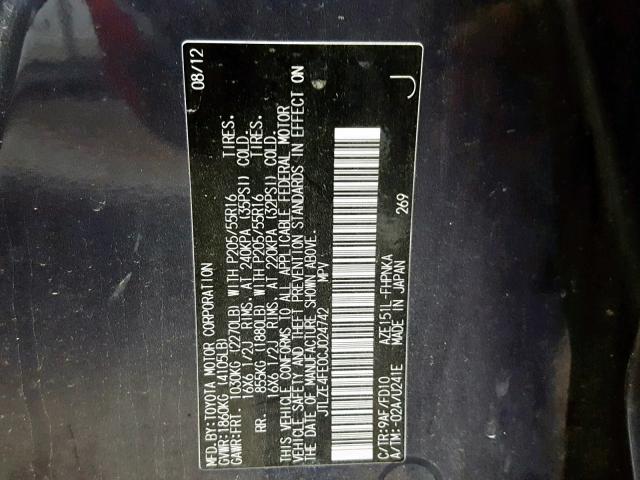 MFD.BY:TOYOTA MOTOR CORPORATION 08/12
GVWR:1860KG (4105LB)
GAWR:FRT. 1030KG (2270LB) WITH P205/55R16 TIRES.
16X6 1/2J RIMS. AT 240KPA (35PSI) COLD.
RR. 855KG (1880LB) WITH P205/55R16 TIRES.
16X6 1/2J RIMS. AT 220KPA (32PSI) COLD.
THIS VEHICLE CONFORMS TO ALL APPLICABLE FEDERAL MOTOR
VEHICLE SAFETY AND THEFT PREVENTION STANDARDS IN EFFECT ON
THE DATE OF MANUFACTURE SHOWN ABOVE.
JTLZE4FE0CJ024742 MPV
269 J
C/TR:9AF/FD10 AZE151L-FHPNKA
A/TM:-02A/U241E MADE IN JAPAN